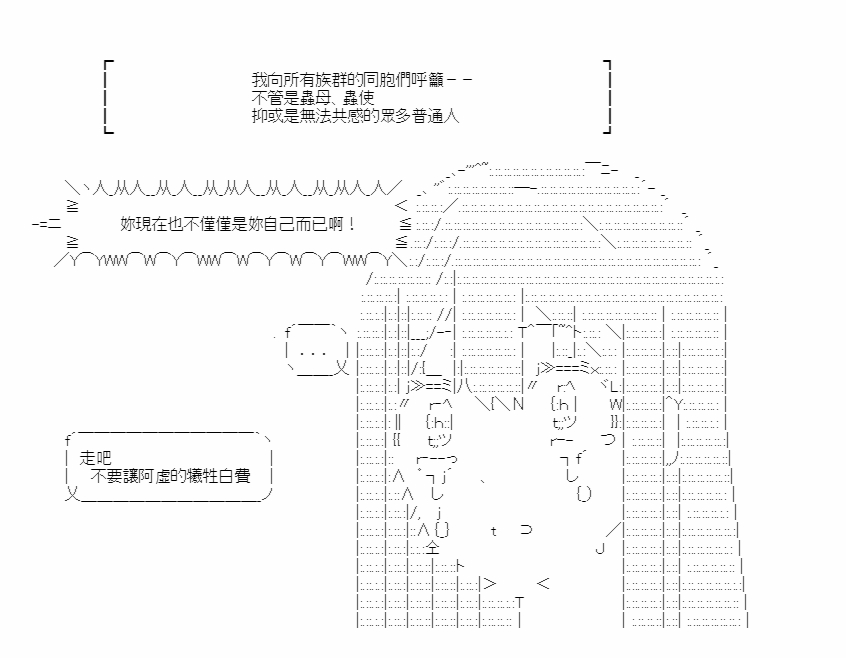 我向所有族群的同胞們呼籲－－
不管是蟲母、蟲使
抑或是無法共感的眾多普通人
妳現在也不僅僅是妳自己而已啊！
．．．
走吧
不要讓阿虛的犧牲白費